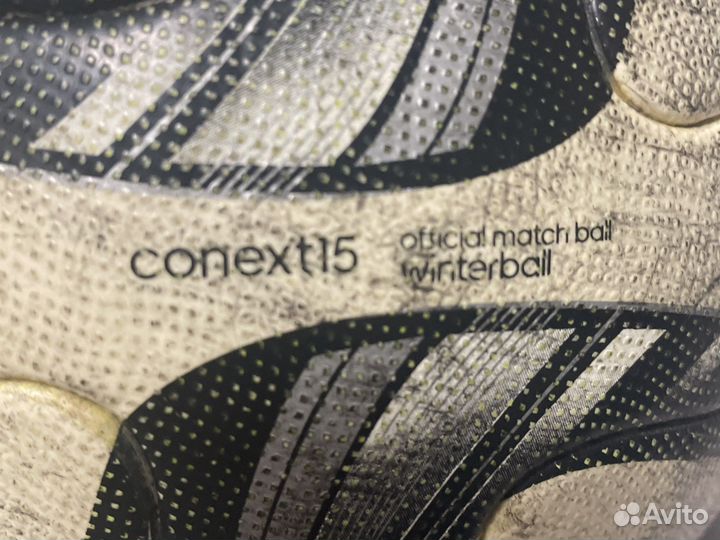 conext15
official match ball
winterball
Avito